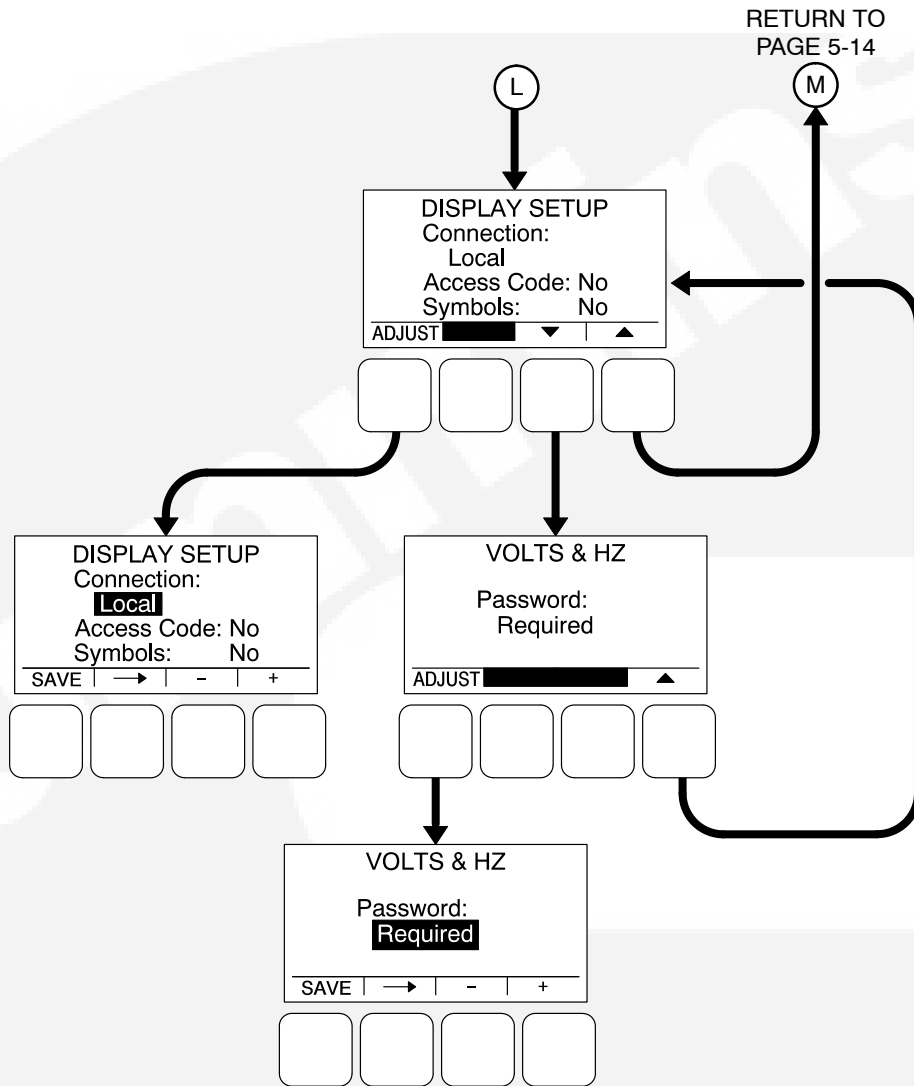 RETURN TO
PAGE 5-14
L
M
DISPLAY SETUP
Connection:
Local
Access Code: No
Symbols: No
ADJUST ▼ ▲
DISPLAY SETUP
Connection:
Local
Access Code: No
Symbols: No
SAVE → - +
VOLTS & HZ
Password:
Required
ADJUST ▲
VOLTS & HZ
Password:
Required
SAVE → - +